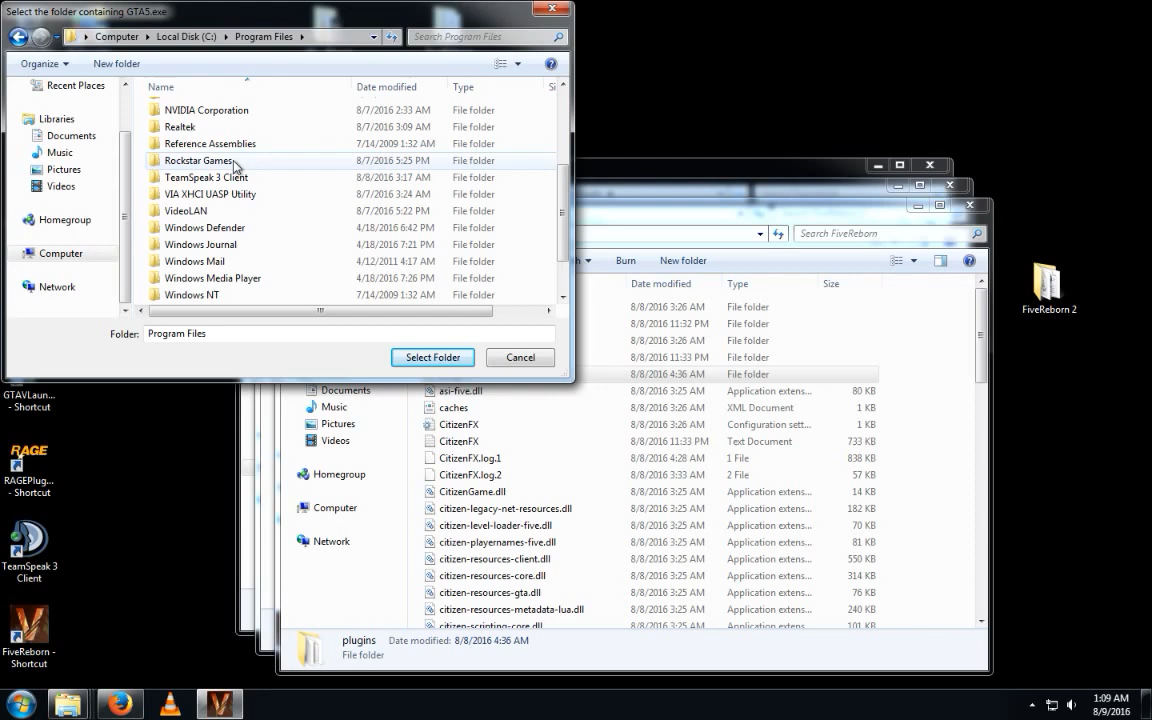 Select the folder containing GTA5.exe
Computer Local Disk (C:) Program Files
Search Program Files
Organize New folder
Name Date modified Type
Recent Places
Libraries
Documents
Music
Pictures
Videos
Homegroup
Computer
Network
NVIDIA Corporation 8/7/2016 2:33 AM File folder
Realtek 8/7/2016 3:09 AM File folder
Reference Assemblies 7/14/2009 1:32 AM File folder
Rockstar Games 8/7/2016 5:25 PM File folder
TeamSpeak 3 Client 8/8/2016 3:17 AM File folder
VIA XHCI UASP Utility 8/7/2016 3:24 AM File folder
VideoLAN 8/7/2016 5:22 PM File folder
Windows Defender 4/18/2016 6:42 PM File folder
Windows Journal 4/18/2016 7:21 PM File folder
Windows Mail 4/12/2011 4:17 AM File folder
Windows Media Player 4/18/2016 7:26 PM File folder
Windows NT 7/14/2009 1:32 AM File folder
Folder: Program Files
Select Folder Cancel
Search FiveReborn
Burn New folder
Date modified Type Size
8/8/2016 3:26 AM File folder
8/8/2016 11:32 PM File folder
8/8/2016 3:26 AM File folder
8/8/2016 11:33 PM File folder
8/8/2016 4:36 AM File folder
asi-five.dll 8/8/2016 3:25 AM Application extens... 80 KB
caches 8/8/2016 3:26 AM XML Document 1 KB
CitizenFX 8/8/2016 3:25 AM Configuration sett... 1 KB
CitizenFX 8/8/2016 11:33 PM Text Document 733 KB
CitizenFX.log.1 8/8/2016 4:28 AM 1 File 838 KB
CitizenFX.log.2 8/8/2016 3:33 AM 2 File 57 KB
CitizenGame.dll 8/8/2016 3:25 AM Application extens... 14 KB
citizen-legacy-net-resources.dll 8/8/2016 3:25 AM Application extens... 182 KB
citizen-level-loader-five.dll 8/8/2016 3:25 AM Application extens... 70 KB
citizen-playernames-five.dll 8/8/2016 3:25 AM Application extens... 81 KB
citizen-resources-client.dll 8/8/2016 3:25 AM Application extens... 550 KB
citizen-resources-core.dll 8/8/2016 3:25 AM Application extens... 314 KB
citizen-resources-gta.dll 8/8/2016 3:25 AM Application extens... 76 KB
citizen-resources-metadata-lua.dll 8/8/2016 3:25 AM Application extens... 240 KB
citizen-scripting-core.dll 8/8/2016 3:25 AM Application extens... 101 KB
Documents
Music
Pictures
Videos
Homegroup
Computer
Network
plugins Date modified: 8/8/2016 4:36 AM
File folder
FiveReborn 2
GTAVLaun...
- Shortcut
RAGE
RAGEPlug...
- Shortcut
TeamSpeak 3
Client
FiveReborn -
Shortcut
1:09 AM
8/9/2016